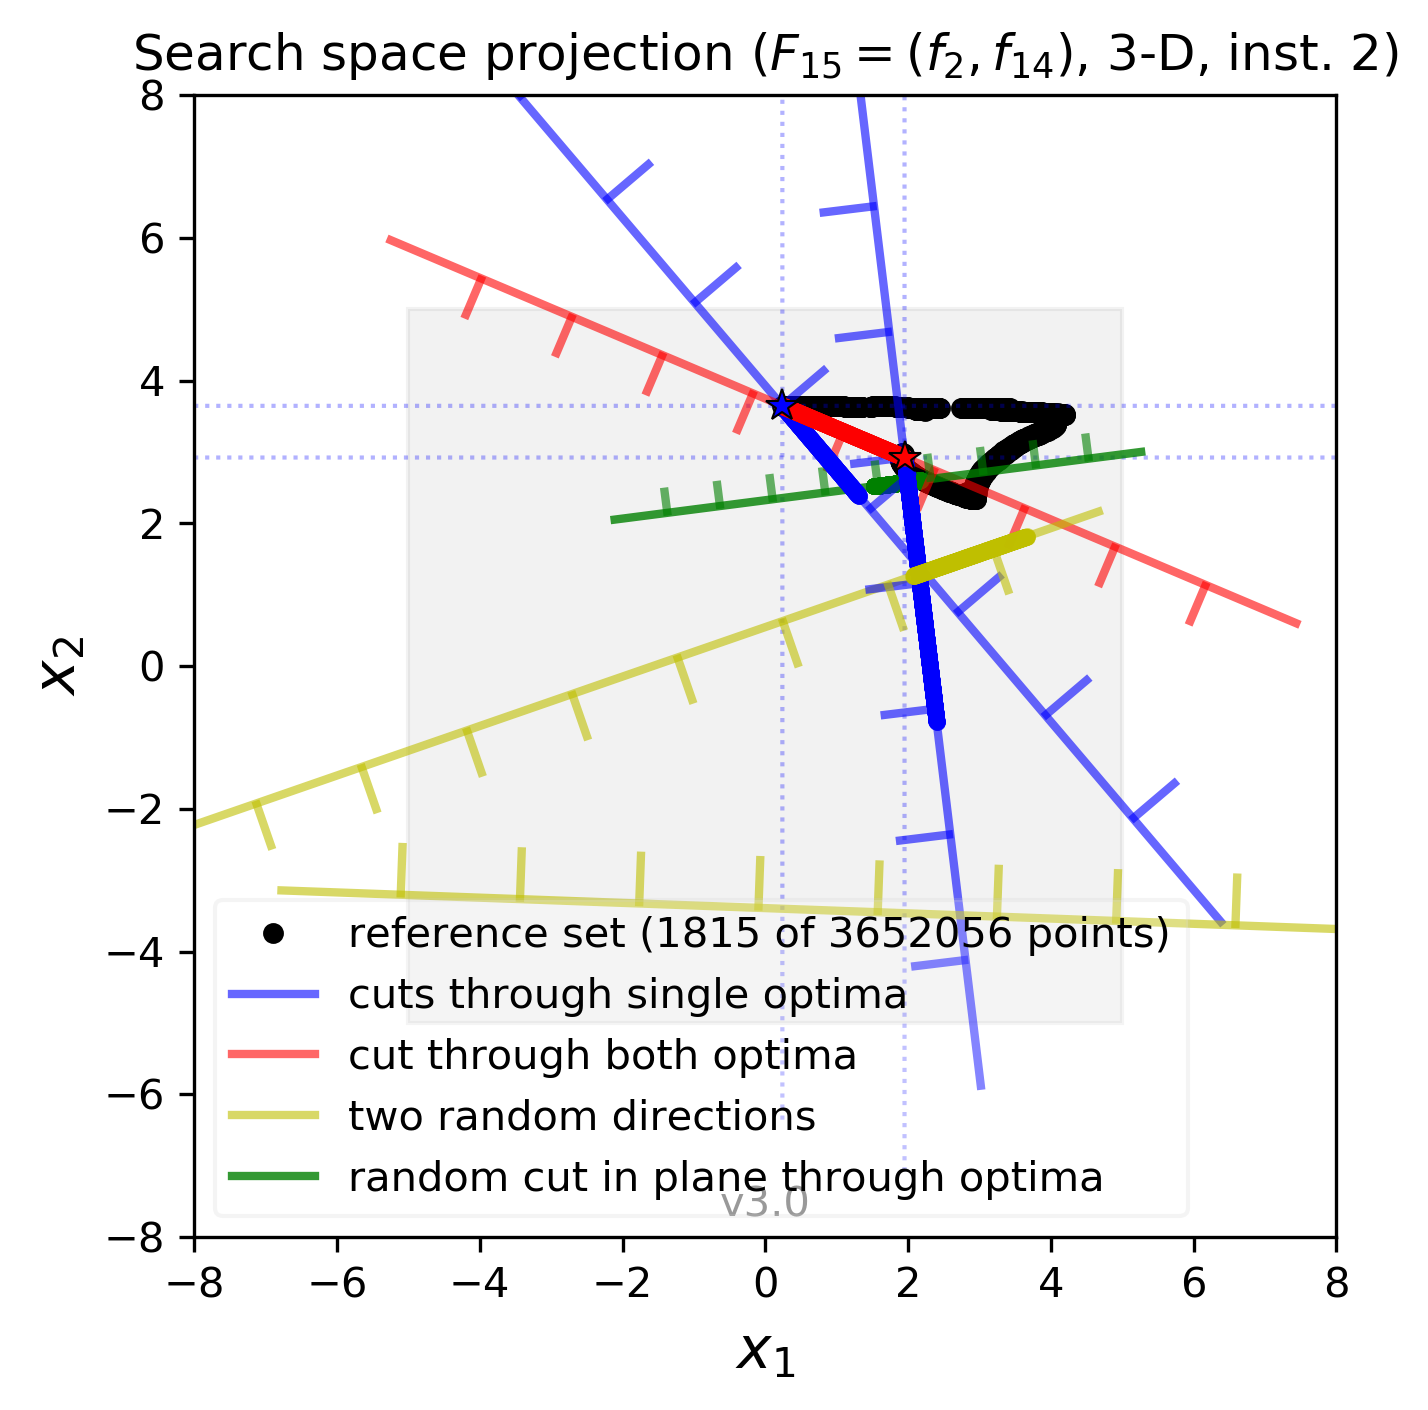 Search space projection (F₁₅ = (f₂, f₁₄), 3-D, inst. 2)
8
6
4
2
0
−2
−4
−6
−8
x₂
reference set (1815 of 3652056 points)
cuts through single optima
cut through both optima
two random directions
random cut in plane through optima
v3.0
−8 −6 −4 −2 0 2 4 6 8
x₁